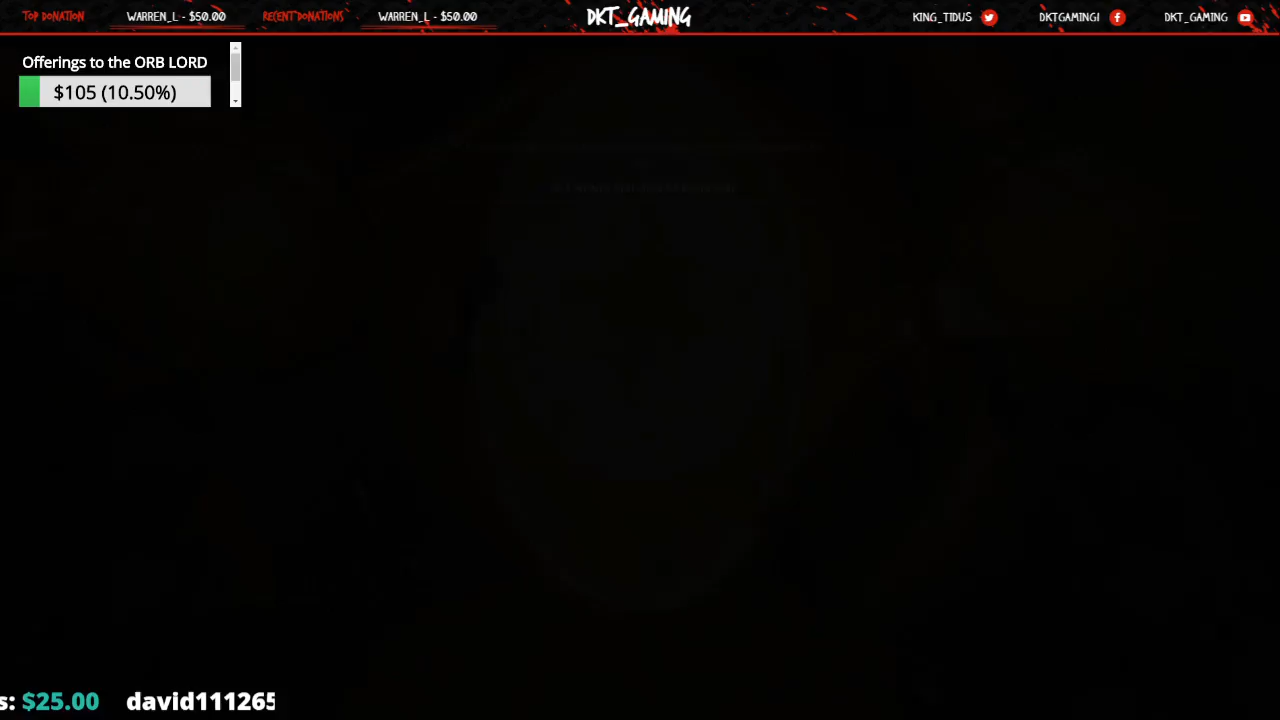 TOP DONATION WARREN_L - $50.00 RECENT DONATIONS WARREN_L - $50.00 DKT_GAMING KING_TIDUS DKTGAMING1 DKT_GAMING
Offerings to the ORB LORD
$105 (10.50%)
s: $25.00 david111265